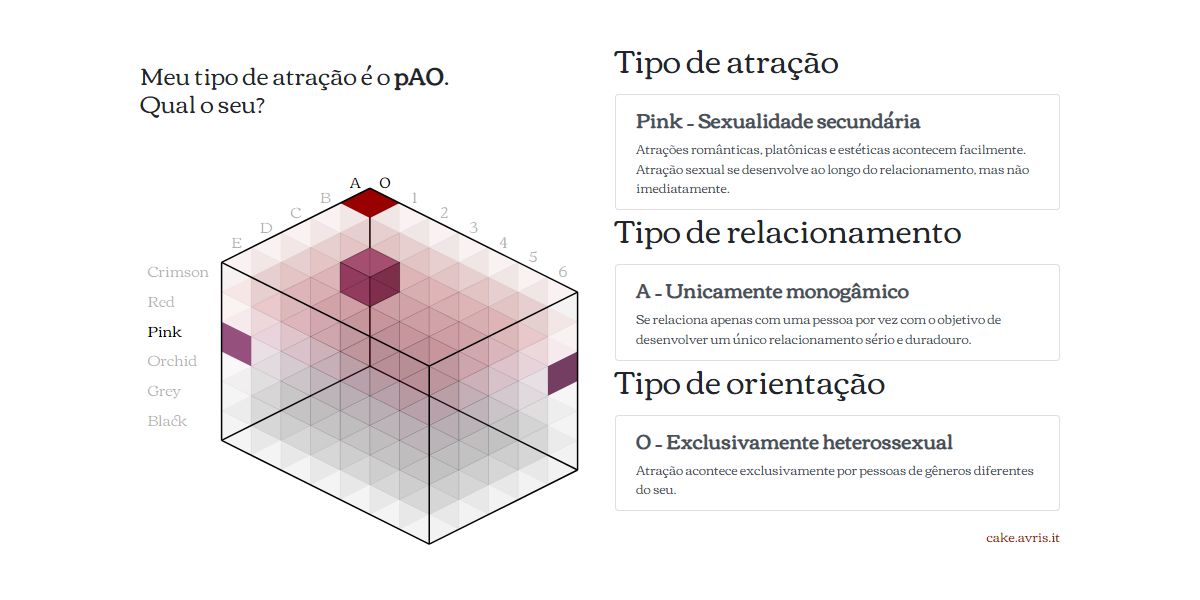 Meu tipo de atração é o pAO.
Qual o seu?
A O
B 1
C 2
D 3
E 4
5
6
Crimson
Red
Pink
Orchid
Grey
Black
Tipo de atração
Pink - Sexualidade secundária
Atrações românticas, platônicas e estéticas acontecem facilmente.
Atração sexual se desenvolve ao longo do relacionamento, mas não
imediatamente.
Tipo de relacionamento
A - Unicamente monogâmico
Se relaciona apenas com uma pessoa por vez com o objetivo de
desenvolver um único relacionamento sério e duradouro.
Tipo de orientação
O - Exclusivamente heterossexual
Atração acontece exclusivamente por pessoas de gêneros diferentes
do seu.
cake.avris.it